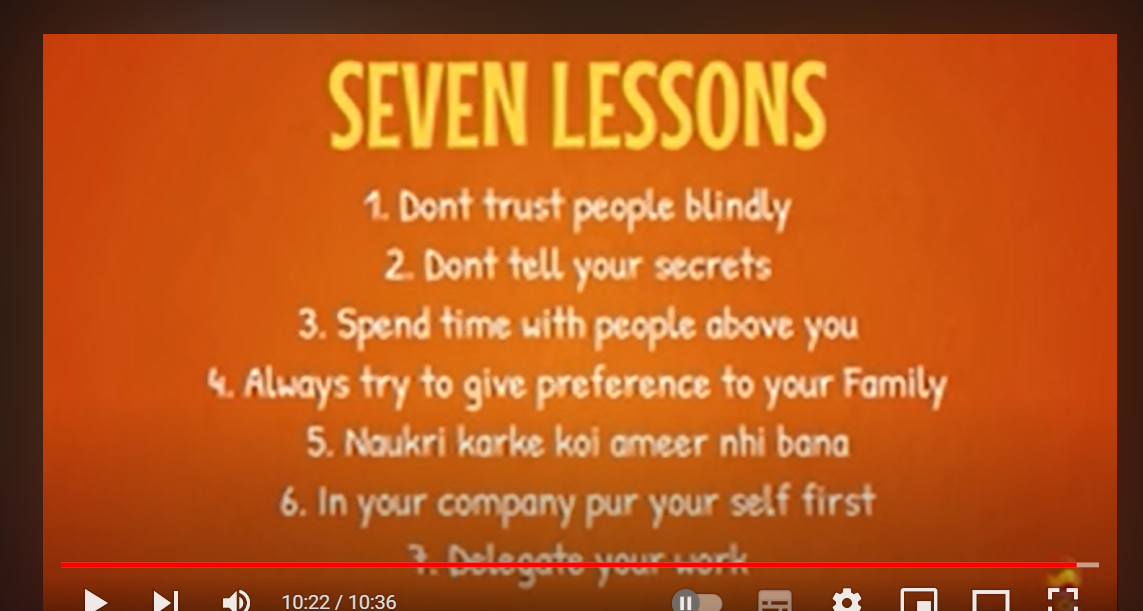 SEVEN LESSONS
1. Dont trust people blindly
2. Dont tell your secrets
3. Spend time with people above you
4. Always try to give preference to your Family
5. Naukri karke koi ameer nhi bana
6. In your company pur your self first
7. Delegate your work
10:22 / 10:36